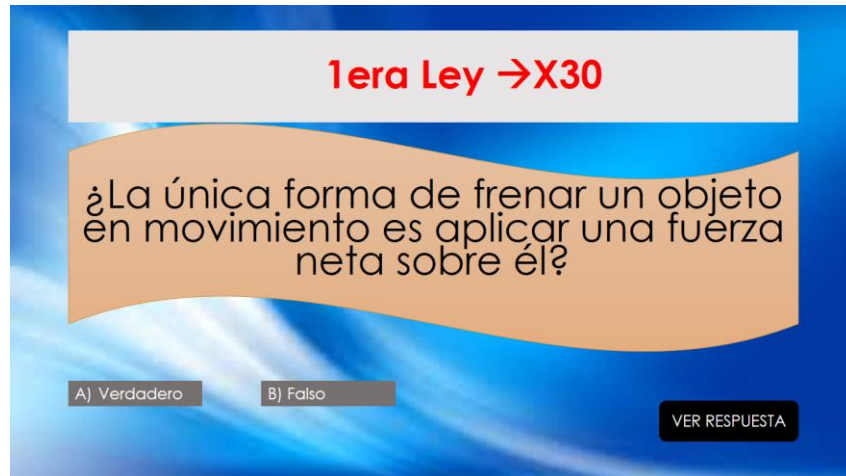 1era Ley →X30
¿La única forma de frenar un objeto
en movimiento es aplicar una fuerza
neta sobre él?
A) Verdadero
B) Falso
VER RESPUESTA